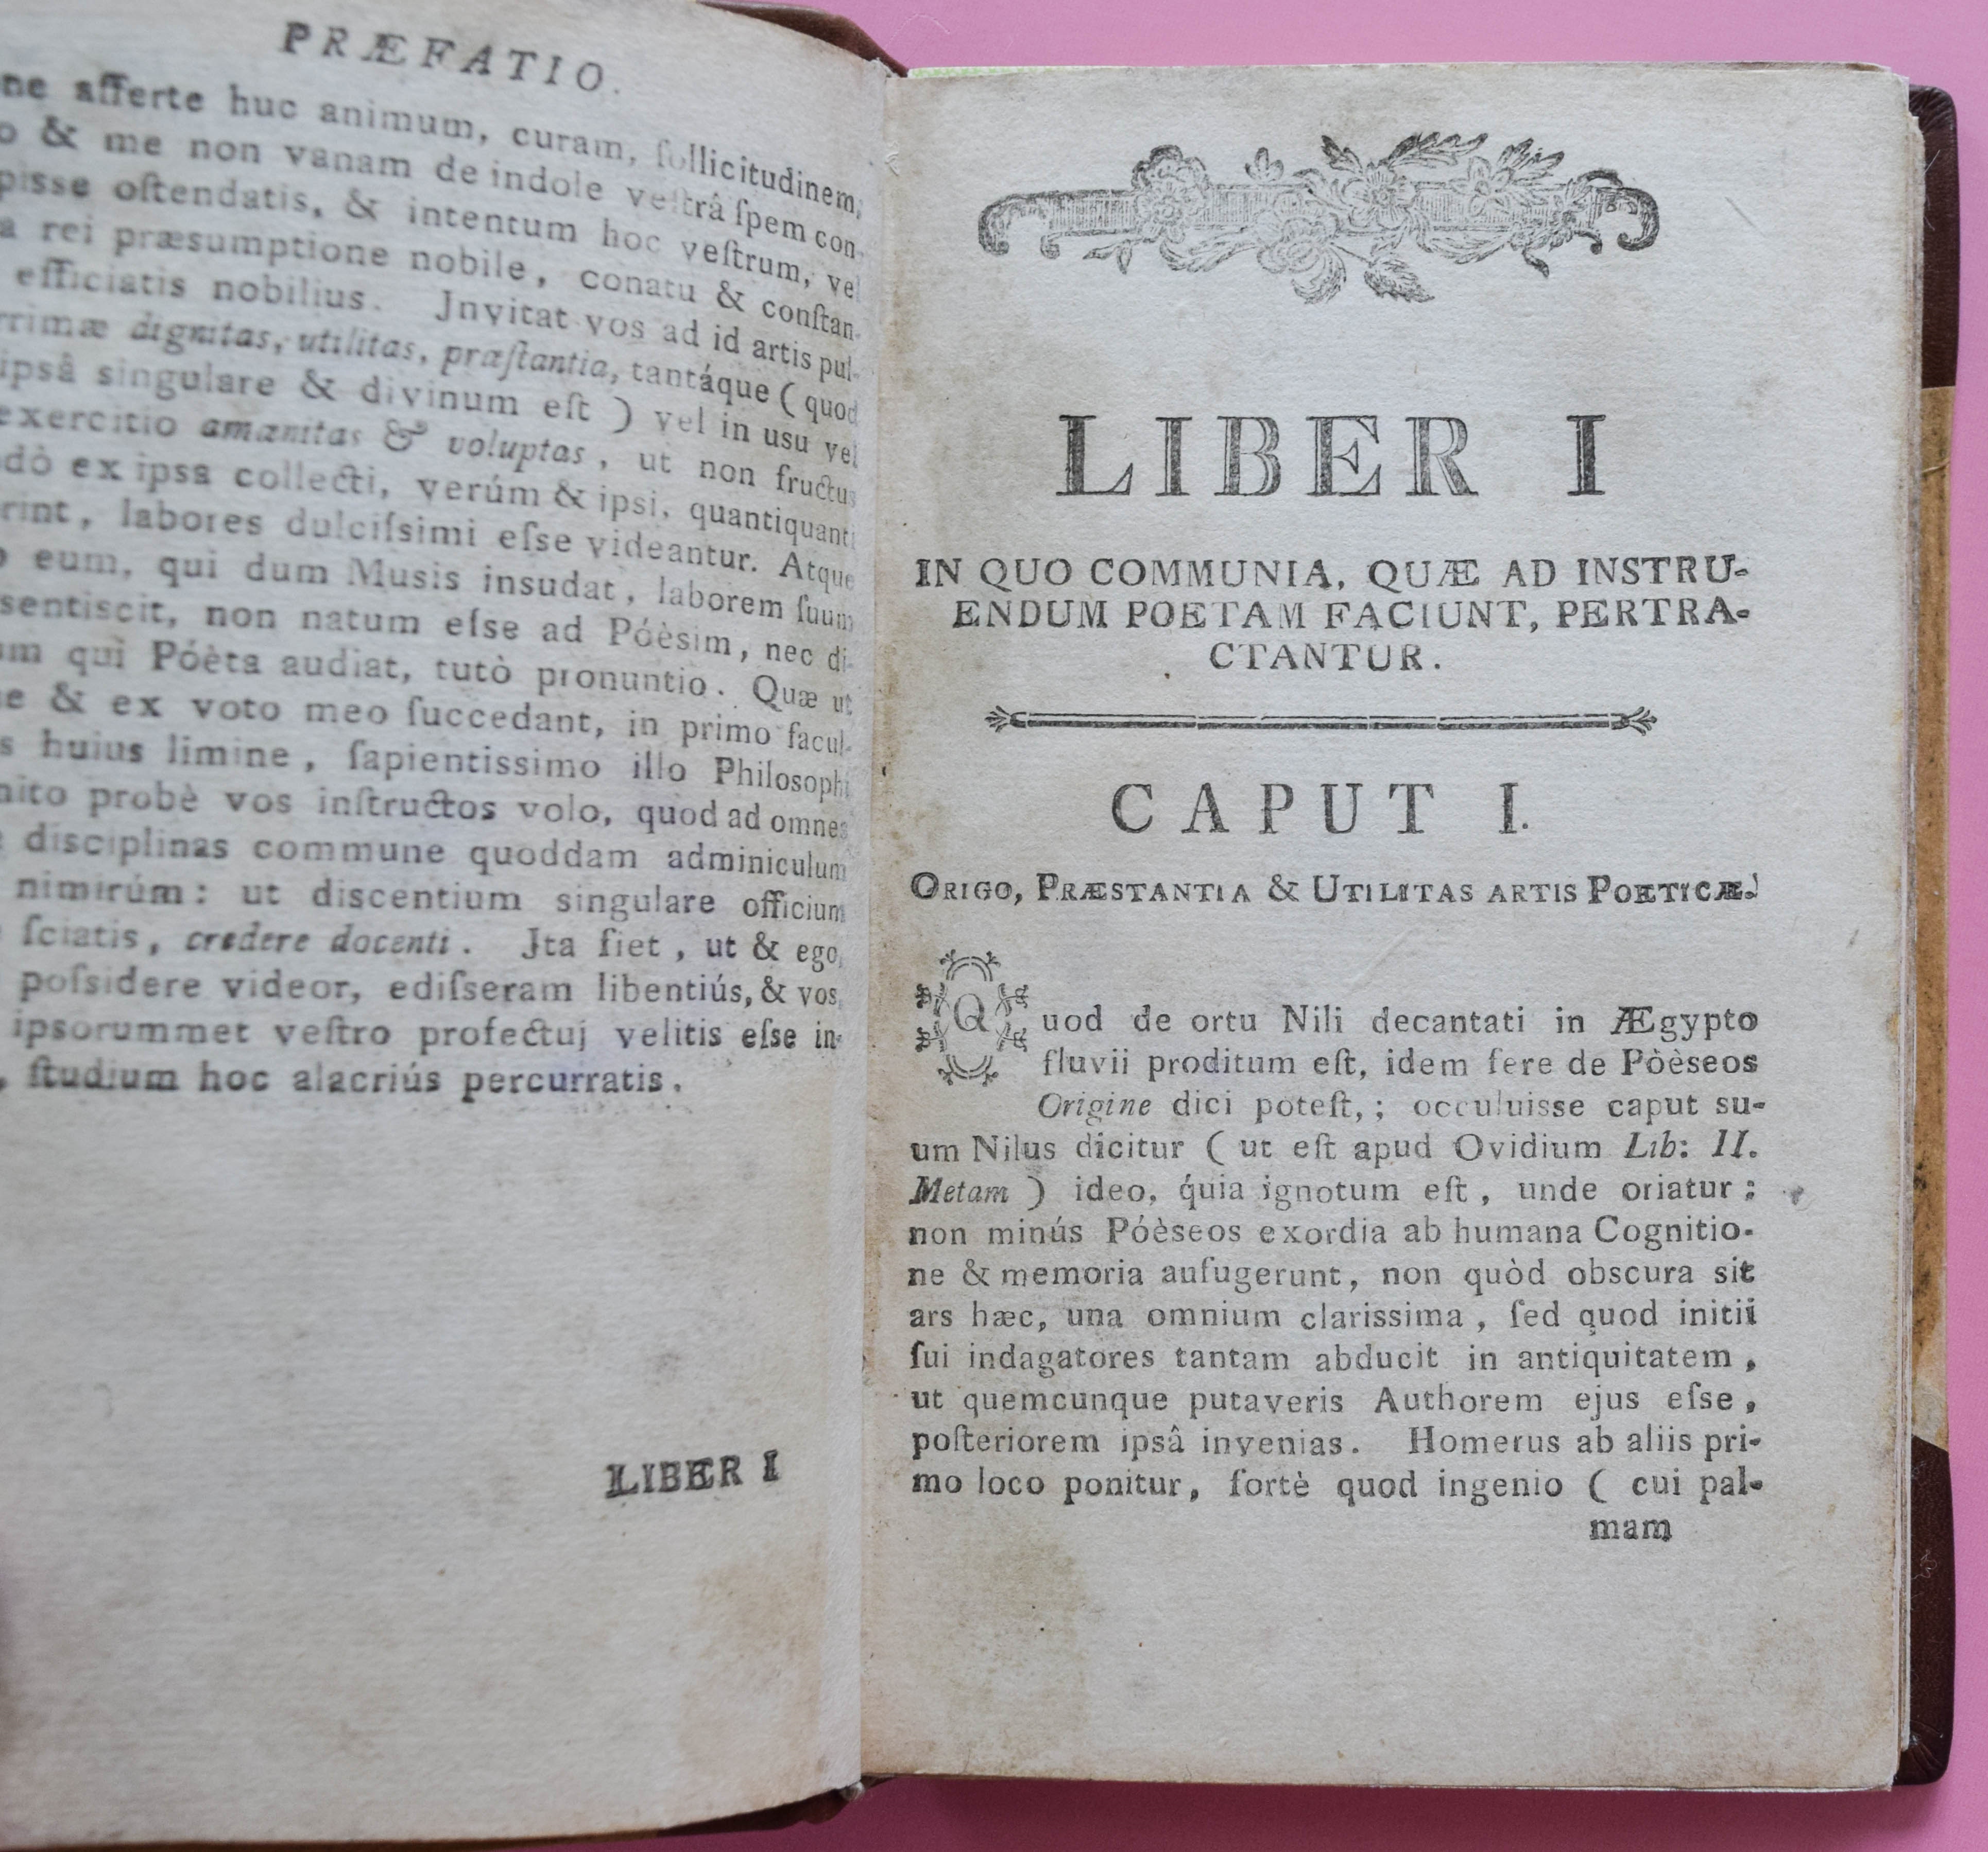 PRÆFATIO.
ne afferte huc animum, curam, ſollicitudinem,
o & me non vanam de indole veſtrâ ſpem con-
pisse oſtendatis, & intentum hoc veſtrum, vel
a rei præsumptione nobile, conatu & conſtan-
efficiatis nobilius. Jnvitat vos ad id artis pul-
rrimæ dignitas, utilitas, præſtantia, tantáque ( quod
ipsâ singulare & divinum eſt ) vel in usu vel
exercitio amænitas & voluptas, ut non fructus
dò ex ipsa collecti, verúm & ipsi, quantiquanti
rint, labores dulciſsimi eſse videantur. Atque
o eum, qui dum Musis insudat, laborem ſuum
sentiscit, non natum eſse ad Póèsim, nec di-
um quì Póèta audiat, tutò pronuntio. Quæ ut
e & ex voto meo ſuccedant, in primo facul-
s huius limine, ſapientissimo illo Philosophi
nito probè vos inſtructos volo, quod ad omnes
disciplinas commune quoddam adminiculum
nimirúm: ut discentium singulare officium
ſciatis, credere docenti. Jta fiet, ut & ego,
poſsidere videor, ediſseram libentiús, & vos,
ipsorummet veſtro profectuj velitis eſse in-
, ſtudium hoc alacriús percurratis.
LIBER I
LIBER I
IN QUO COMMUNIA, QUÆ AD INSTRU-
ENDUM POETAM FACIUNT, PERTRA-
CTANTUR.
CAPUT I.
ORIGO, PRÆSTANTIA & UTILITAS ARTIS POETICÆ.
Quod de ortu Nili decantati in Ægypto
fluvii proditum eſt, idem fere de Pòèseos
Origine dici poteſt,; occuluisse caput su-
um Nilus dicitur ( ut eſt apud Ovidium Lib: II.
Metam ) ideo, quia ignotum eſt, unde oriatur;
non minús Póèseos exordia ab humana Cognitio-
ne & memoria aufugerunt, non quòd obscura sit
ars hæc, una omnium clarissima, ſed quod initii
ſui indagatores tantam abducit in antiquitatem,
ut quemcunque putaveris Authorem ejus eſse,
poſteriorem ipsâ invenias. Homerus ab aliis pri-
mo loco ponitur, fortè quod ingenio ( cui pal-
mam